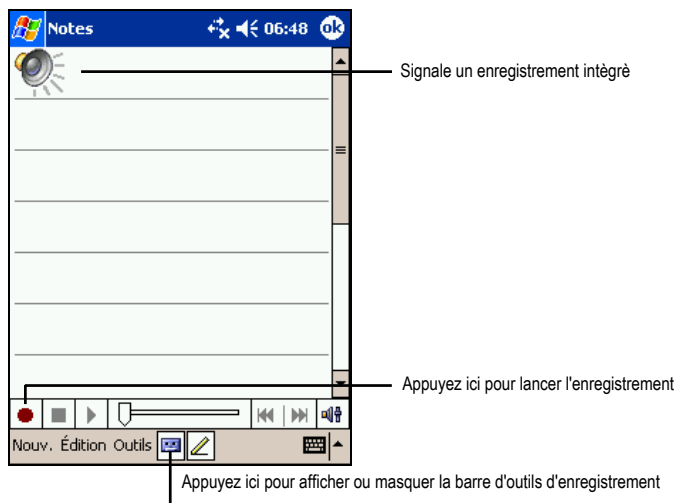 Notes 06:48 ok
Signale un enregistrement intègrè
Appuyez ici pour lancer l'enregistrement
Nouv. Édition Outils
Appuyez ici pour afficher ou masquer la barre d'outils d'enregistrement